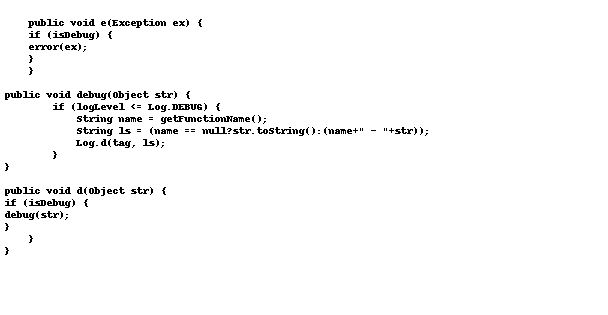 public void e(Exception ex) {
if (isDebug) {
error(ex);
}
}
public void debug(Object str) {
if (logLevel <= Log.DEBUG) {
String name = getFunctionName();
String ls = (name == null?str.toString():(name+" - "+str));
Log.d(tag, ls);
}
}
public void d(Object str) {
if (isDebug) {
debug(str);
}
}
}